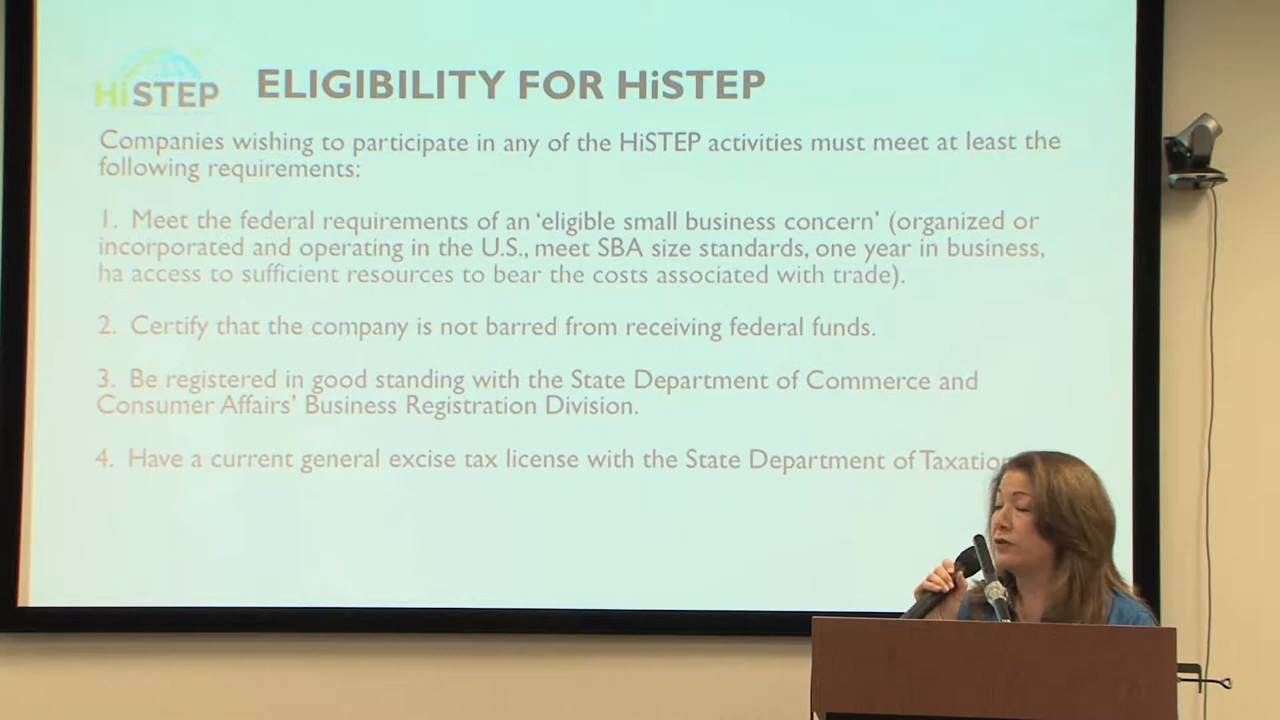 HiSTEP
ELIGIBILITY FOR HiSTEP
Companies wishing to participate in any of the HiSTEP activities must meet at least the
following requirements:
1. Meet the federal requirements of an ‘eligible small business concern’ (organized or
incorporated and operating in the U.S., meet SBA size standards, one year in business,
ha access to sufficient resources to bear the costs associated with trade).
2. Certify that the company is not barred from receiving federal funds.
3. Be registered in good standing with the State Department of Commerce and
Consumer Affairs’ Business Registration Division.
4. Have a current general excise tax license with the State Department of Taxation